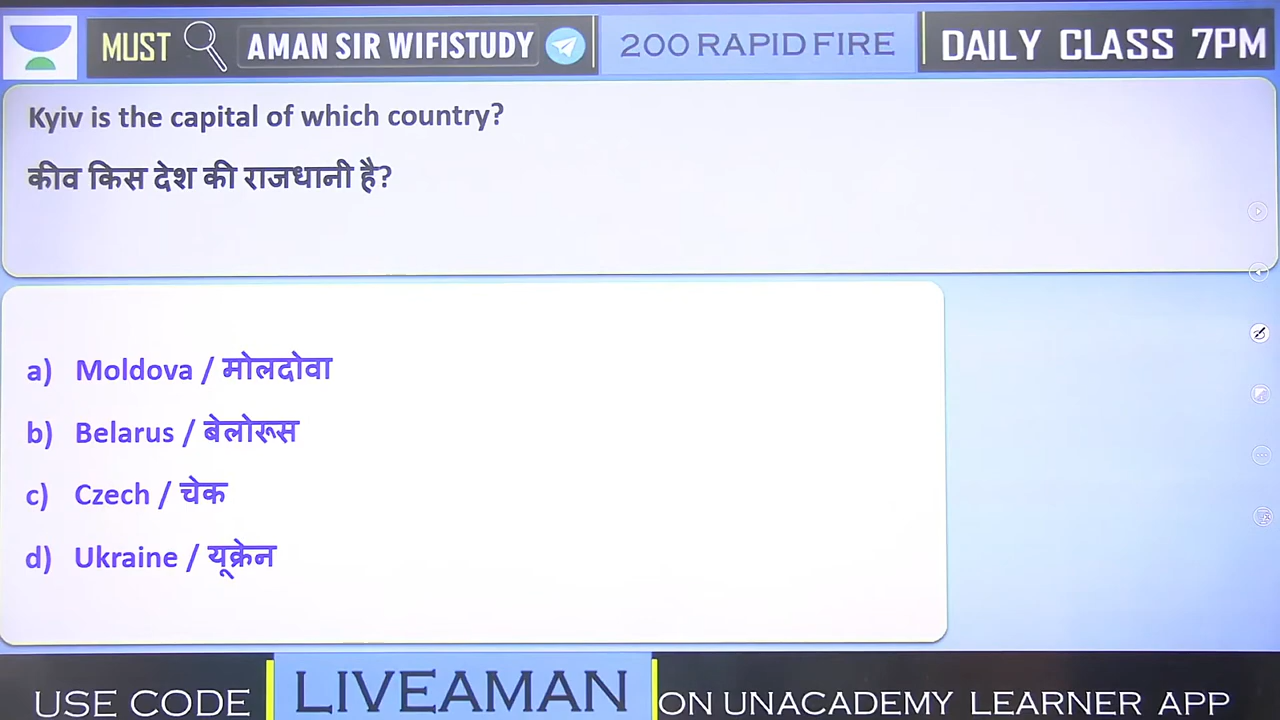 MUST AMAN SIR WIFISTUDY 200 RAPID FIRE DAILY CLASS 7PM
Kyiv is the capital of which country?
कीव किस देश की राजधानी है?
a) Moldova / मोलदोवा
b) Belarus / बेलोरूस
c) Czech / चेक
d) Ukraine / यूक्रेन
USE CODE LIVEAMAN ON UNACADEMY LEARNER APP